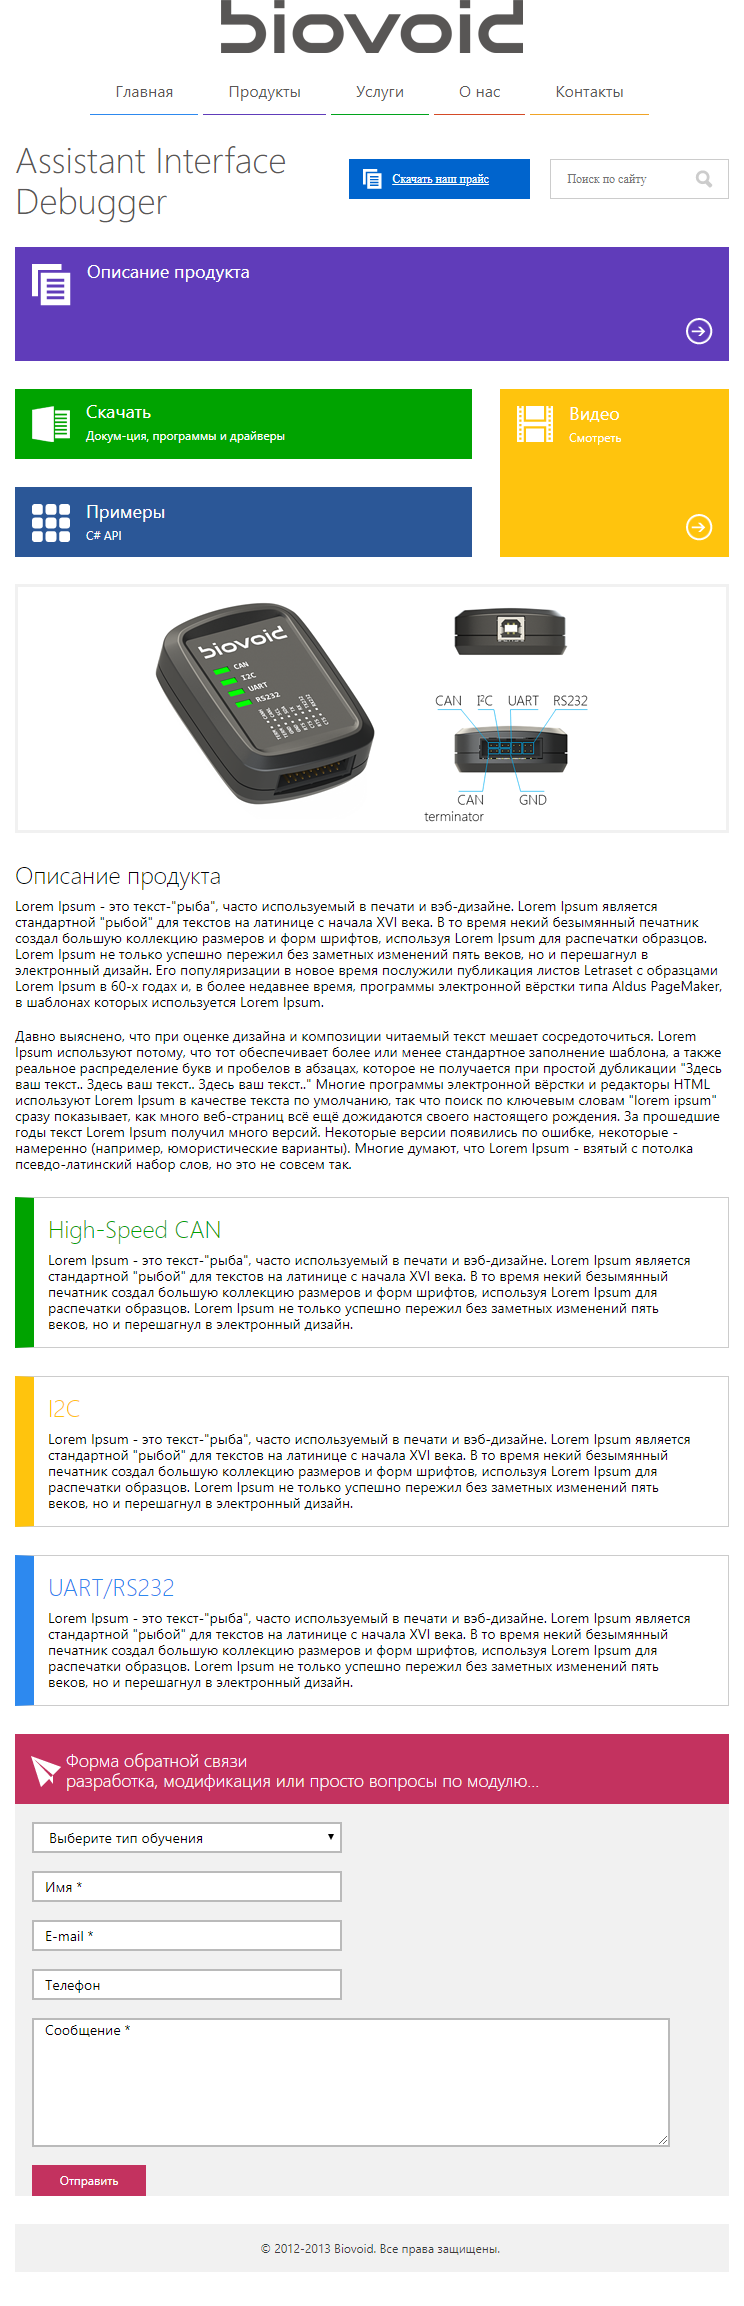 biovoid
Главная
Продукты
Услуги
О нас
Контакты
Assistant Interface
Debugger
Скачать наш прайс
Поиск по сайту
Описание продукта
Скачать
Докум-ция, программы и драйверы
Видео
Смотреть
Примеры
C# API
biovoid
CAN
I2C
UART
RS232
CAN I²C UART RS232
CAN
terminator
GND
Описание продукта
Lorem Ipsum - это текст-"рыба", часто используемый в печати и вэб-дизайне. Lorem Ipsum является
стандартной "рыбой" для текстов на латинице с начала XVI века. В то время некий безымянный печатник
создал большую коллекцию размеров и форм шрифтов, используя Lorem Ipsum для распечатки образцов.
Lorem Ipsum не только успешно пережил без заметных изменений пять веков, но и перешагнул в
электронный дизайн. Его популяризации в новое время послужили публикация листов Letraset с образцами
Lorem Ipsum в 60-х годах и, в более недавнее время, программы электронной вёрстки типа Aldus PageMaker,
в шаблонах которых используется Lorem Ipsum.
Давно выяснено, что при оценке дизайна и композиции читаемый текст мешает сосредоточиться. Lorem
Ipsum используют потому, что тот обеспечивает более или менее стандартное заполнение шаблона, а также
реальное распределение букв и пробелов в абзацах, которое не получается при простой дубликации "Здесь
ваш текст.. Здесь ваш текст.. Здесь ваш текст.." Многие программы электронной вёрстки и редакторы HTML
используют Lorem Ipsum в качестве текста по умолчанию, так что поиск по ключевым словам "lorem ipsum"
сразу показывает, как много веб-страниц всё ещё дожидаются своего настоящего рождения. За прошедшие
годы текст Lorem Ipsum получил много версий. Некоторые версии появились по ошибке, некоторые -
намеренно (например, юмористические варианты). Многие думают, что Lorem Ipsum - взятый с потолка
псевдо-латинский набор слов, но это не совсем так.
High-Speed CAN
Lorem Ipsum - это текст-"рыба", часто используемый в печати и вэб-дизайне. Lorem Ipsum является
стандартной "рыбой" для текстов на латинице с начала XVI века. В то время некий безымянный
печатник создал большую коллекцию размеров и форм шрифтов, используя Lorem Ipsum для
распечатки образцов. Lorem Ipsum не только успешно пережил без заметных изменений пять
веков, но и перешагнул в электронный дизайн.
I2C
Lorem Ipsum - это текст-"рыба", часто используемый в печати и вэб-дизайне. Lorem Ipsum является
стандартной "рыбой" для текстов на латинице с начала XVI века. В то время некий безымянный
печатник создал большую коллекцию размеров и форм шрифтов, используя Lorem Ipsum для
распечатки образцов. Lorem Ipsum не только успешно пережил без заметных изменений пять
веков, но и перешагнул в электронный дизайн.
UART/RS232
Lorem Ipsum - это текст-"рыба", часто используемый в печати и вэб-дизайне. Lorem Ipsum является
стандартной "рыбой" для текстов на латинице с начала XVI века. В то время некий безымянный
печатник создал большую коллекцию размеров и форм шрифтов, используя Lorem Ipsum для
распечатки образцов. Lorem Ipsum не только успешно пережил без заметных изменений пять
веков, но и перешагнул в электронный дизайн.
Форма обратной связи
разработка, модификация или просто вопросы по модулю...
Выберите тип обучения
Имя *
E-mail *
Телефон
Сообщение *
Отправить
© 2012-2013 Biovoid. Все права защищены.